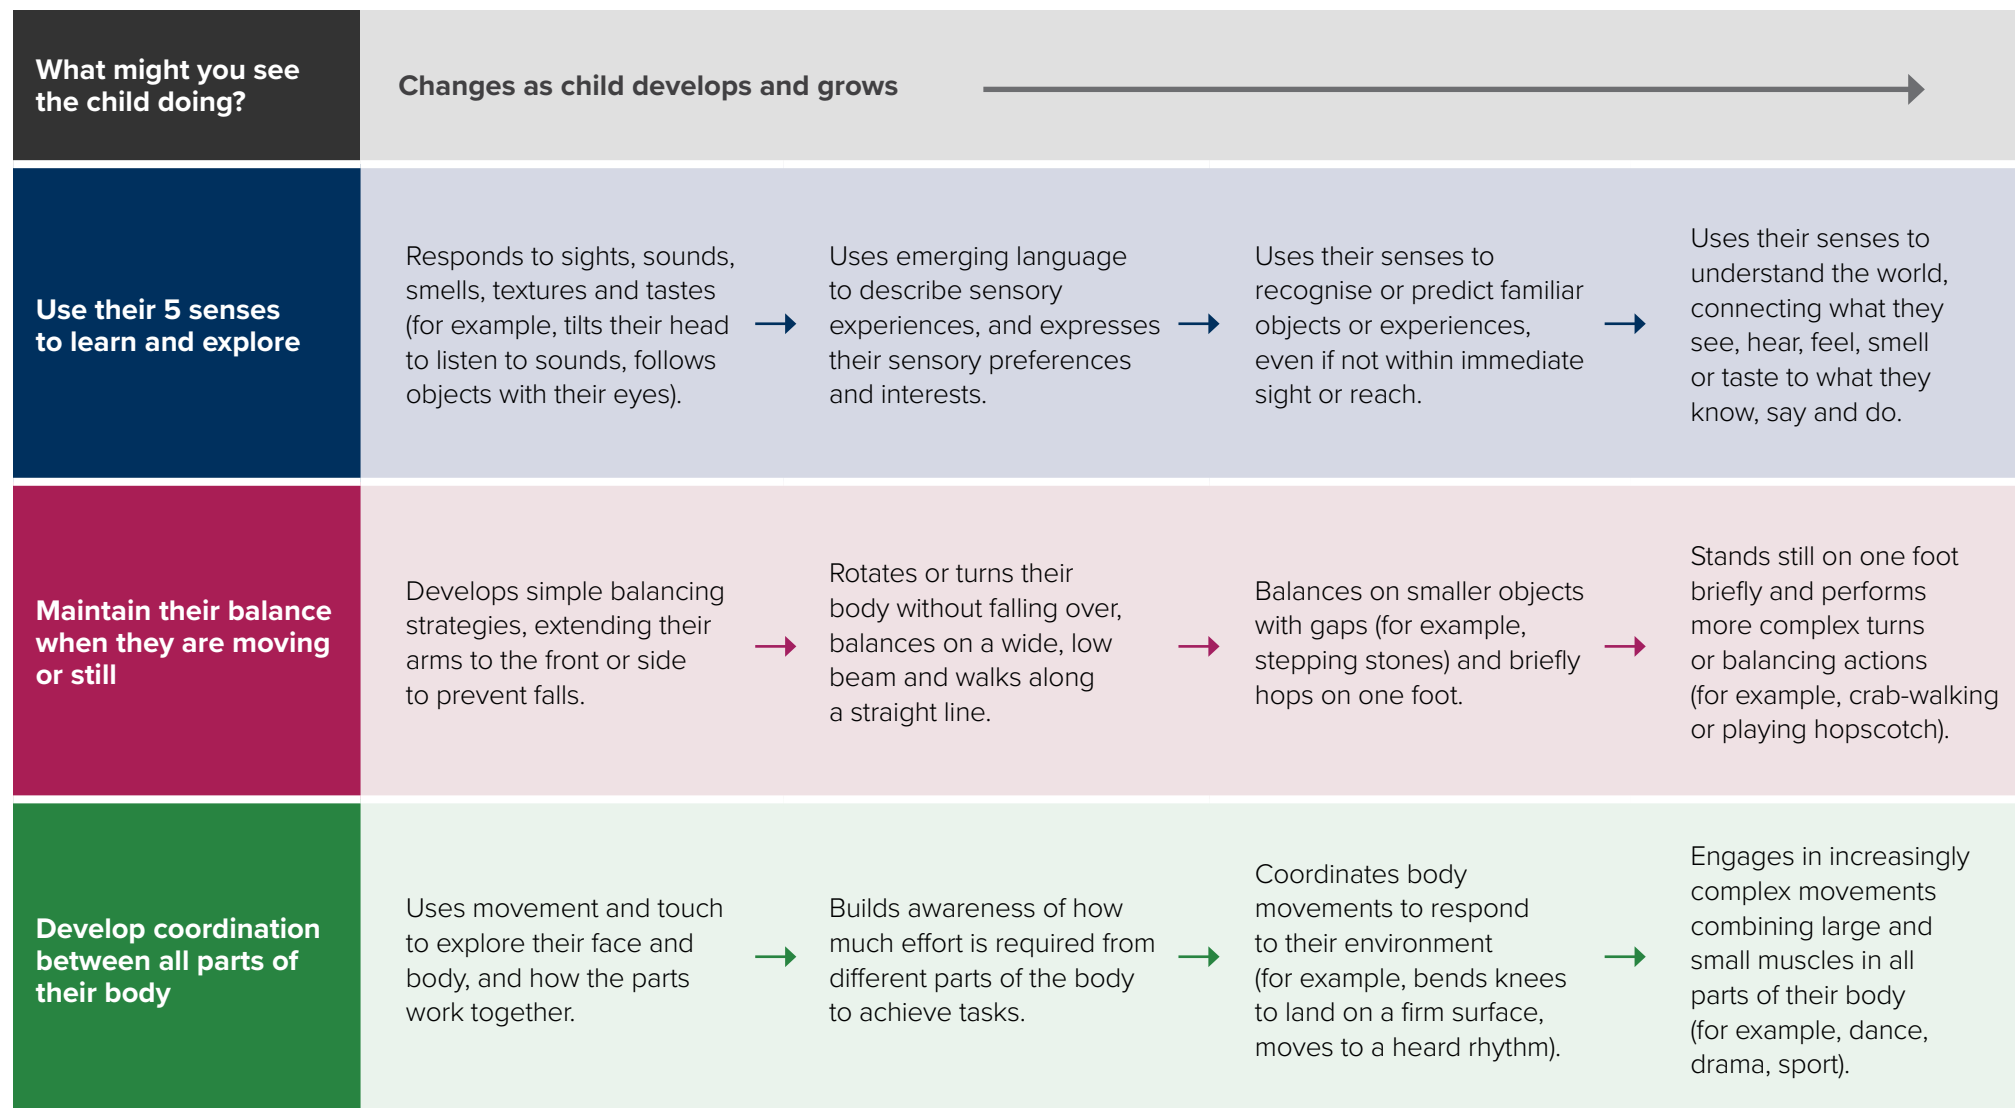 What might you see
the child doing?
Changes as child develops and grows
Use their 5 senses
to learn and explore
Responds to sights, sounds,
smells, textures and tastes
(for example, tilts their head
to listen to sounds, follows
objects with their eyes).
Uses emerging language
to describe sensory
experiences, and expresses
their sensory preferences
and interests.
Uses their senses to
recognise or predict familiar
objects or experiences,
even if not within immediate
sight or reach.
Uses their senses to
understand the world,
connecting what they
see, hear, feel, smell
or taste to what they
know, say and do.
Maintain their balance
when they are moving
or still
Develops simple balancing
strategies, extending their
arms to the front or side
to prevent falls.
Rotates or turns their
body without falling over,
balances on a wide, low
beam and walks along
a straight line.
Balances on smaller objects
with gaps (for example,
stepping stones) and briefly
hops on one foot.
Stands still on one foot
briefly and performs
more complex turns
or balancing actions
(for example, crab-walking
or playing hopscotch).
Develop coordination
between all parts of
their body
Uses movement and touch
to explore their face and
body, and how the parts
work together.
Builds awareness of how
much effort is required from
different parts of the body
to achieve tasks.
Coordinates body
movements to respond
to their environment
(for example, bends knees
to land on a firm surface,
moves to a heard rhythm).
Engages in increasingly
complex movements
combining large and
small muscles in all
parts of their body
(for example, dance,
drama, sport).